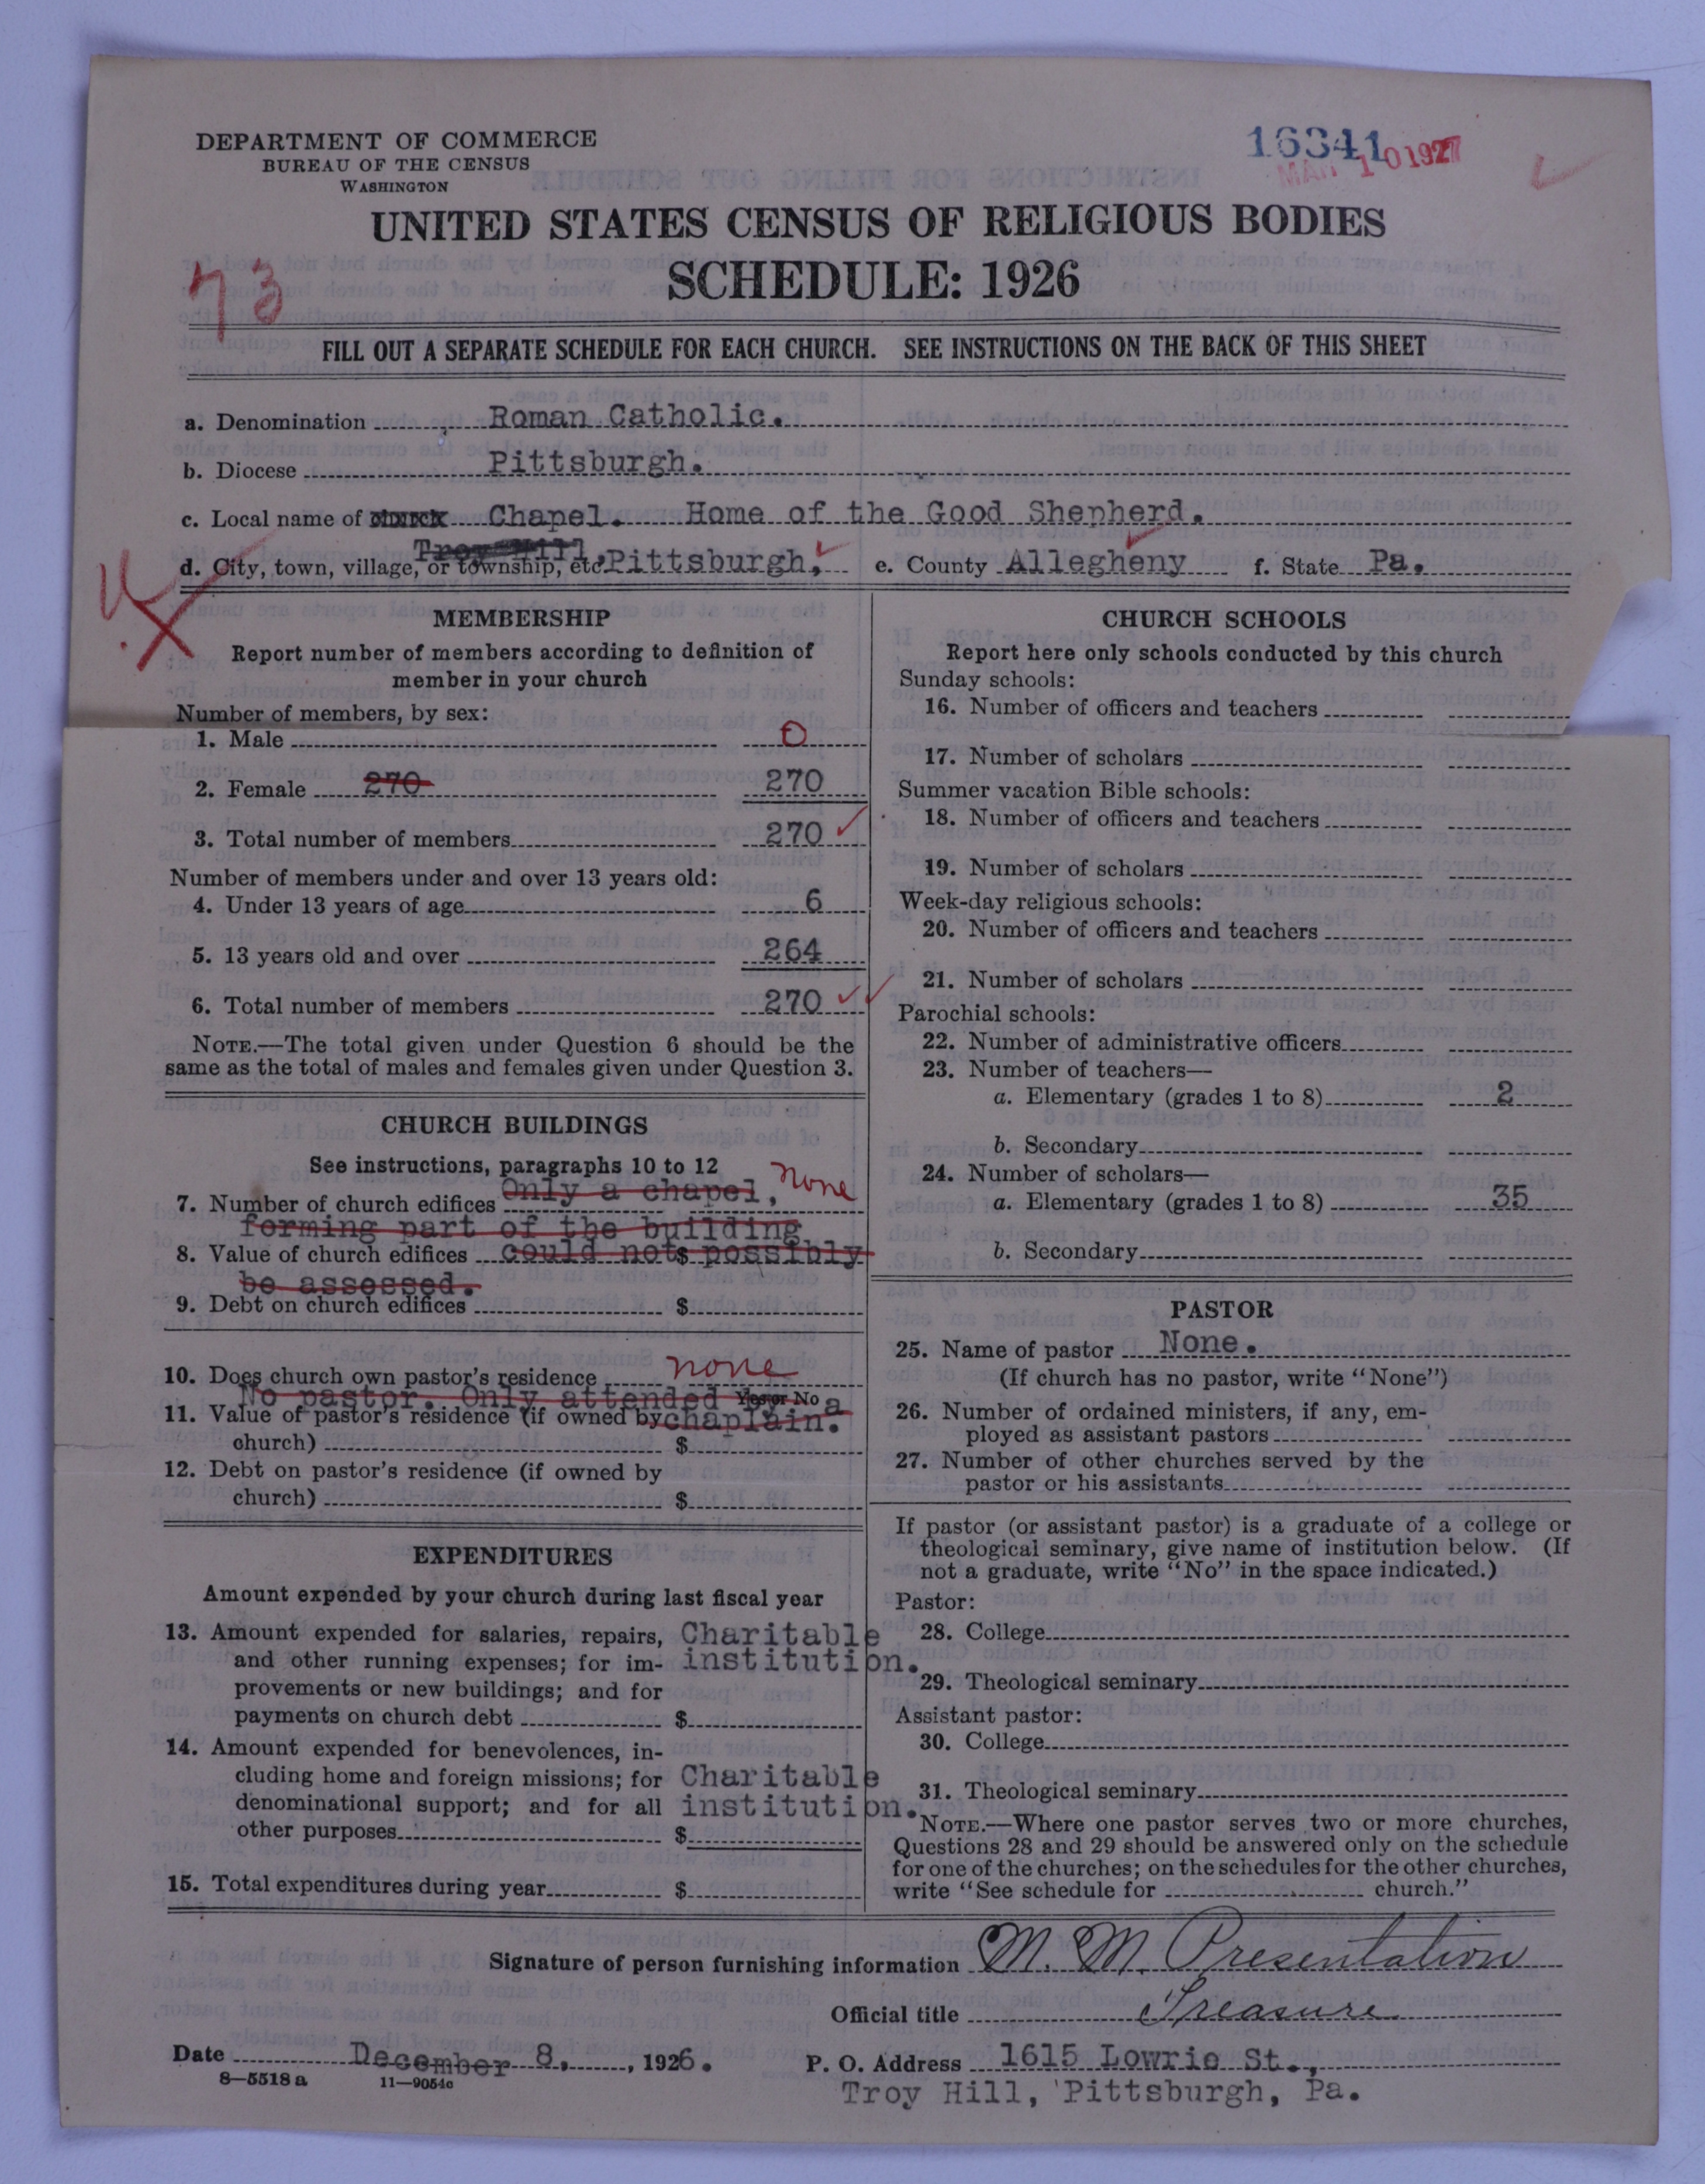 DEPARTMENT OF COMMERCE
BUREAU OF THE CENSUS
WASHINGTON
16341
MAR 10 1927
UNITED STATES CENSUS OF RELIGIOUS BODIES
SCHEDULE: 1926
73
FILL OUT A SEPARATE SCHEDULE FOR EACH CHURCH. SEE INSTRUCTIONS ON THE BACK OF THIS SHEET
a. Denomination Roman Catholic.
b. Diocese Pittsburgh.
c. Local name of church Chapel. Home of the Good Shepherd.
d. City, town, village, or township, etc. Troy Hill, Pittsburgh, e. County Allegheny f. State Pa.
MEMBERSHIP
Report number of members according to definition of
member in your church
Number of members, by sex:
1. Male 0
2. Female 270 270
3. Total number of members 270
Number of members under and over 13 years old:
4. Under 13 years of age 6
5. 13 years old and over 264
6. Total number of members 270
NOTE.—The total given under Question 6 should be the
same as the total of males and females given under Question 3.
CHURCH BUILDINGS
See instructions, paragraphs 10 to 12
7. Number of church edifices Only a chapel, none
forming part of the building
8. Value of church edifices could not $ possibly
be assessed.
9. Debt on church edifices $
10. Does church own pastor's residence none
No pastor. Only attended by a Yes or No
11. Value of pastor's residence (if owned by chaplain.
church) $
12. Debt on pastor's residence (if owned by
church) $
EXPENDITURES
Amount expended by your church during last fiscal year
13. Amount expended for salaries, repairs, Charitable
and other running expenses; for im- institution.
provements or new buildings; and for
payments on church debt $
14. Amount expended for benevolences, in-
cluding home and foreign missions; for Charitable
denominational support; and for all institution.
other purposes $
15. Total expenditures during year $
CHURCH SCHOOLS
Report here only schools conducted by this church
Sunday schools:
16. Number of officers and teachers
17. Number of scholars
Summer vacation Bible schools:
18. Number of officers and teachers
19. Number of scholars
Week-day religious schools:
20. Number of officers and teachers
21. Number of scholars
Parochial schools:
22. Number of administrative officers
23. Number of teachers—
a. Elementary (grades 1 to 8) 2
b. Secondary
24. Number of scholars—
a. Elementary (grades 1 to 8) 35
b. Secondary
PASTOR
25. Name of pastor None.
(If church has no pastor, write "None")
26. Number of ordained ministers, if any, em-
ployed as assistant pastors
27. Number of other churches served by the
pastor or his assistants
If pastor (or assistant pastor) is a graduate of a college or
theological seminary, give name of institution below. (If
not a graduate, write "No" in the space indicated.)
Pastor:
28. College
29. Theological seminary
Assistant pastor:
30. College
31. Theological seminary
NOTE.—Where one pastor serves two or more churches,
Questions 28 and 29 should be answered only on the schedule
for one of the churches; on the schedules for the other churches,
write "See schedule for church."
Signature of person furnishing information M. M. Presentation
Official title Treasure
Date December 8, 1926. P. O. Address 1615 Lowrie St.,
8—5518 a 11—9054c Troy Hill, Pittsburgh, Pa.